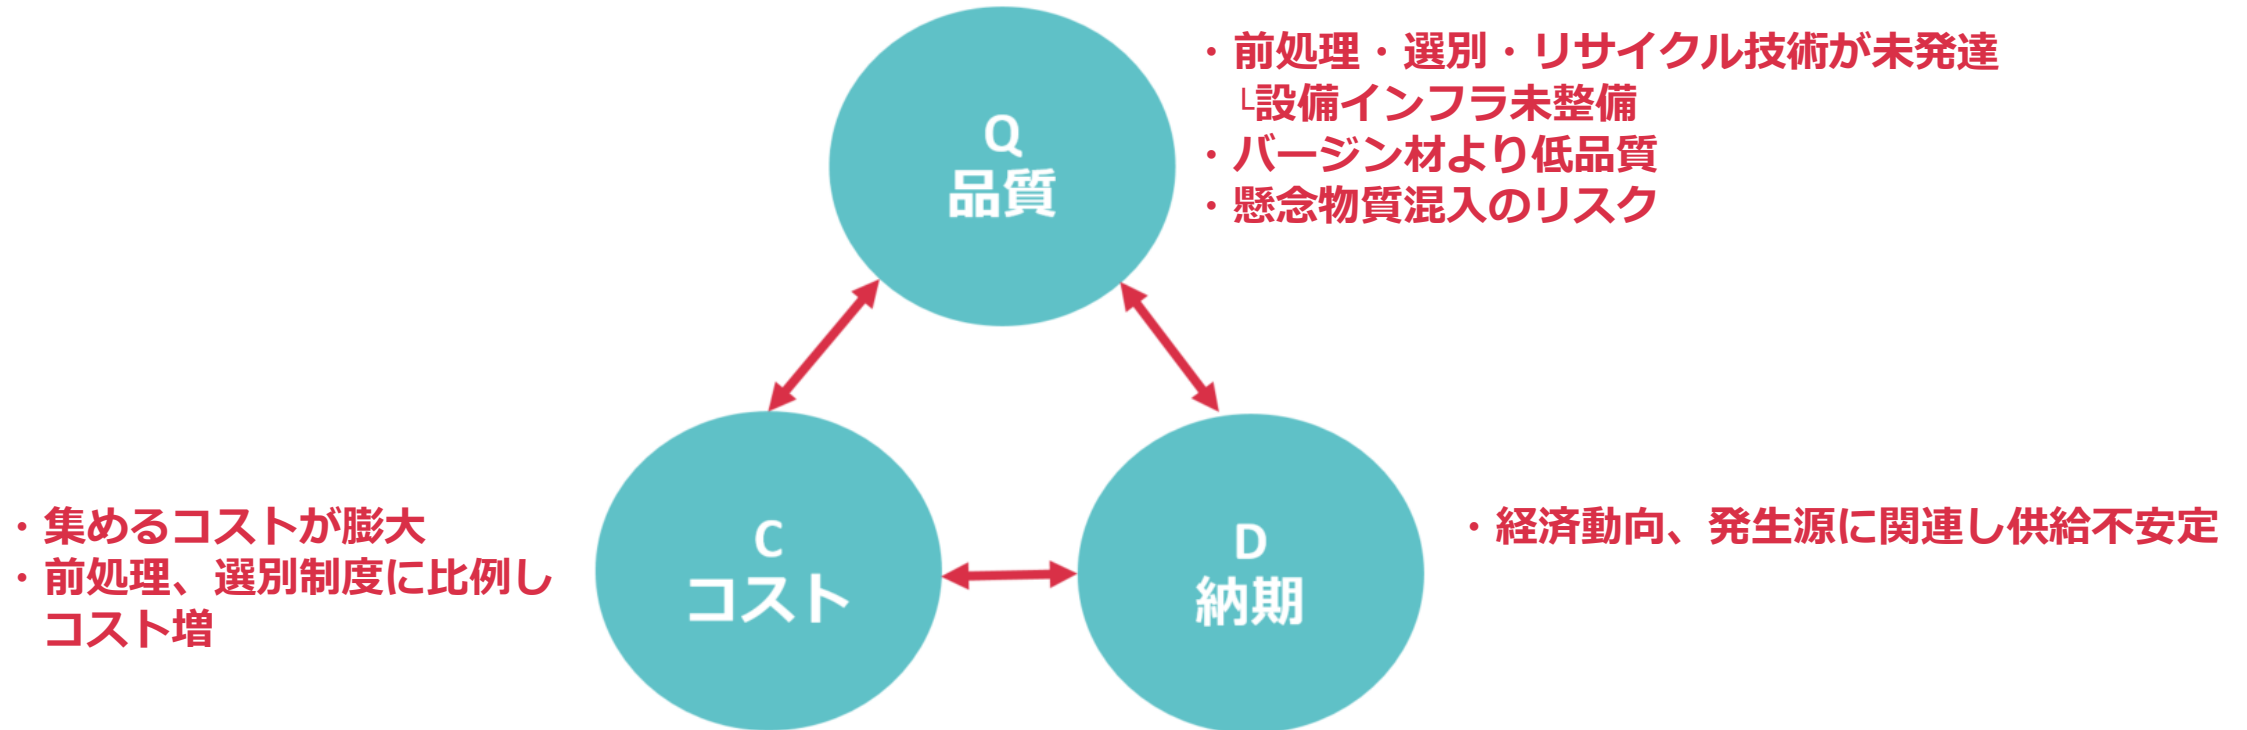 Q
品質
・前処理・選別・リサイクル技術が未発達
└設備インフラ未整備
・バージン材より低品質
・懸念物質混入のリスク
・集めるコストが膨大
・前処理、選別制度に比例し
コスト増
C
コスト
D
納期
・経済動向、発生源に関連し供給不安定